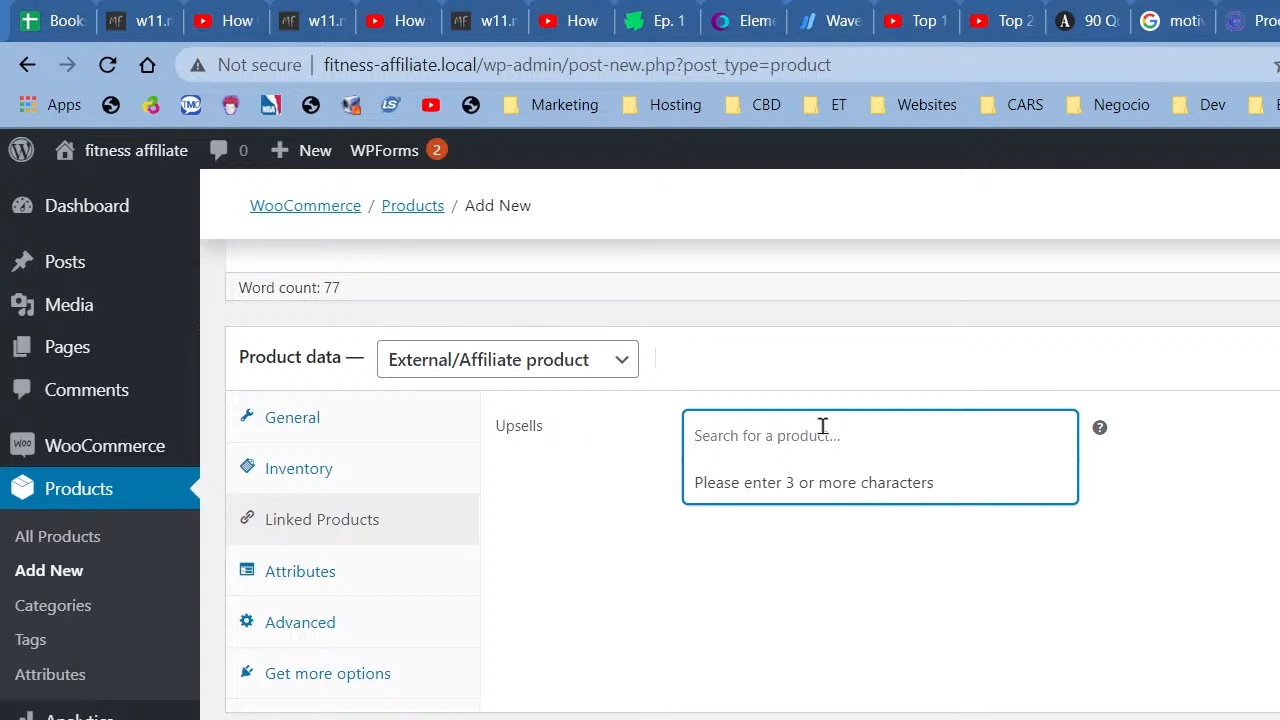 Book: w11.r How w11.r How w11.r How Ep. 1 Elem Wave Top 1 Top 2 A 90 Q moti Pro
Not secure | fitness-affiliate.local/wp-admin/post-new.php?post_type=product
Apps Marketing Hosting CBD ET Websites CARS Negocio Dev
fitness affiliate 0 New WPForms 2
Dashboard
WooCommerce / Products / Add New
Posts
Word count: 77
Media
Pages
Product data — External/Affiliate product
Comments
General
Upsells
Search for a product...
WooCommerce
Inventory
Please enter 3 or more characters
Products
Linked Products
All Products
Add New
Attributes
Categories
Advanced
Tags
Attributes
Get more options